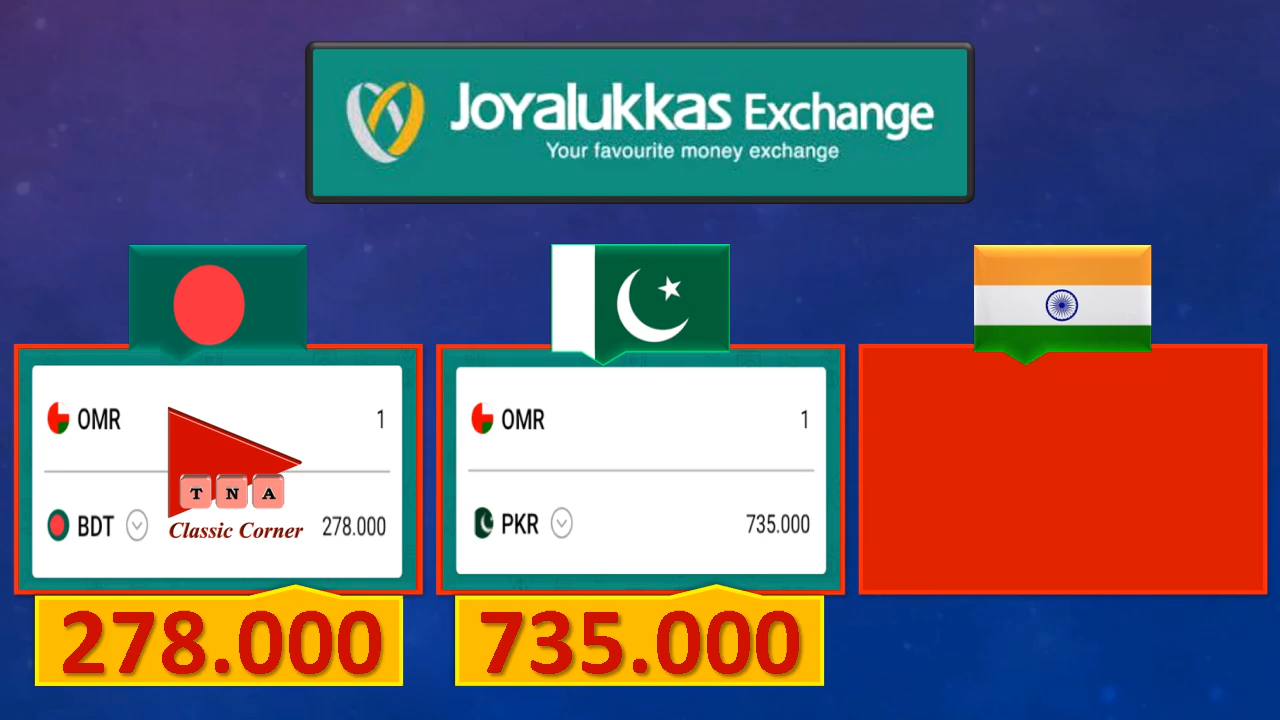 Joyalukkas Exchange
Your favourite money exchange
OMR 1
T N A
Classic Corner
BDT 278.000
278.000
OMR 1
PKR 735.000
735.000